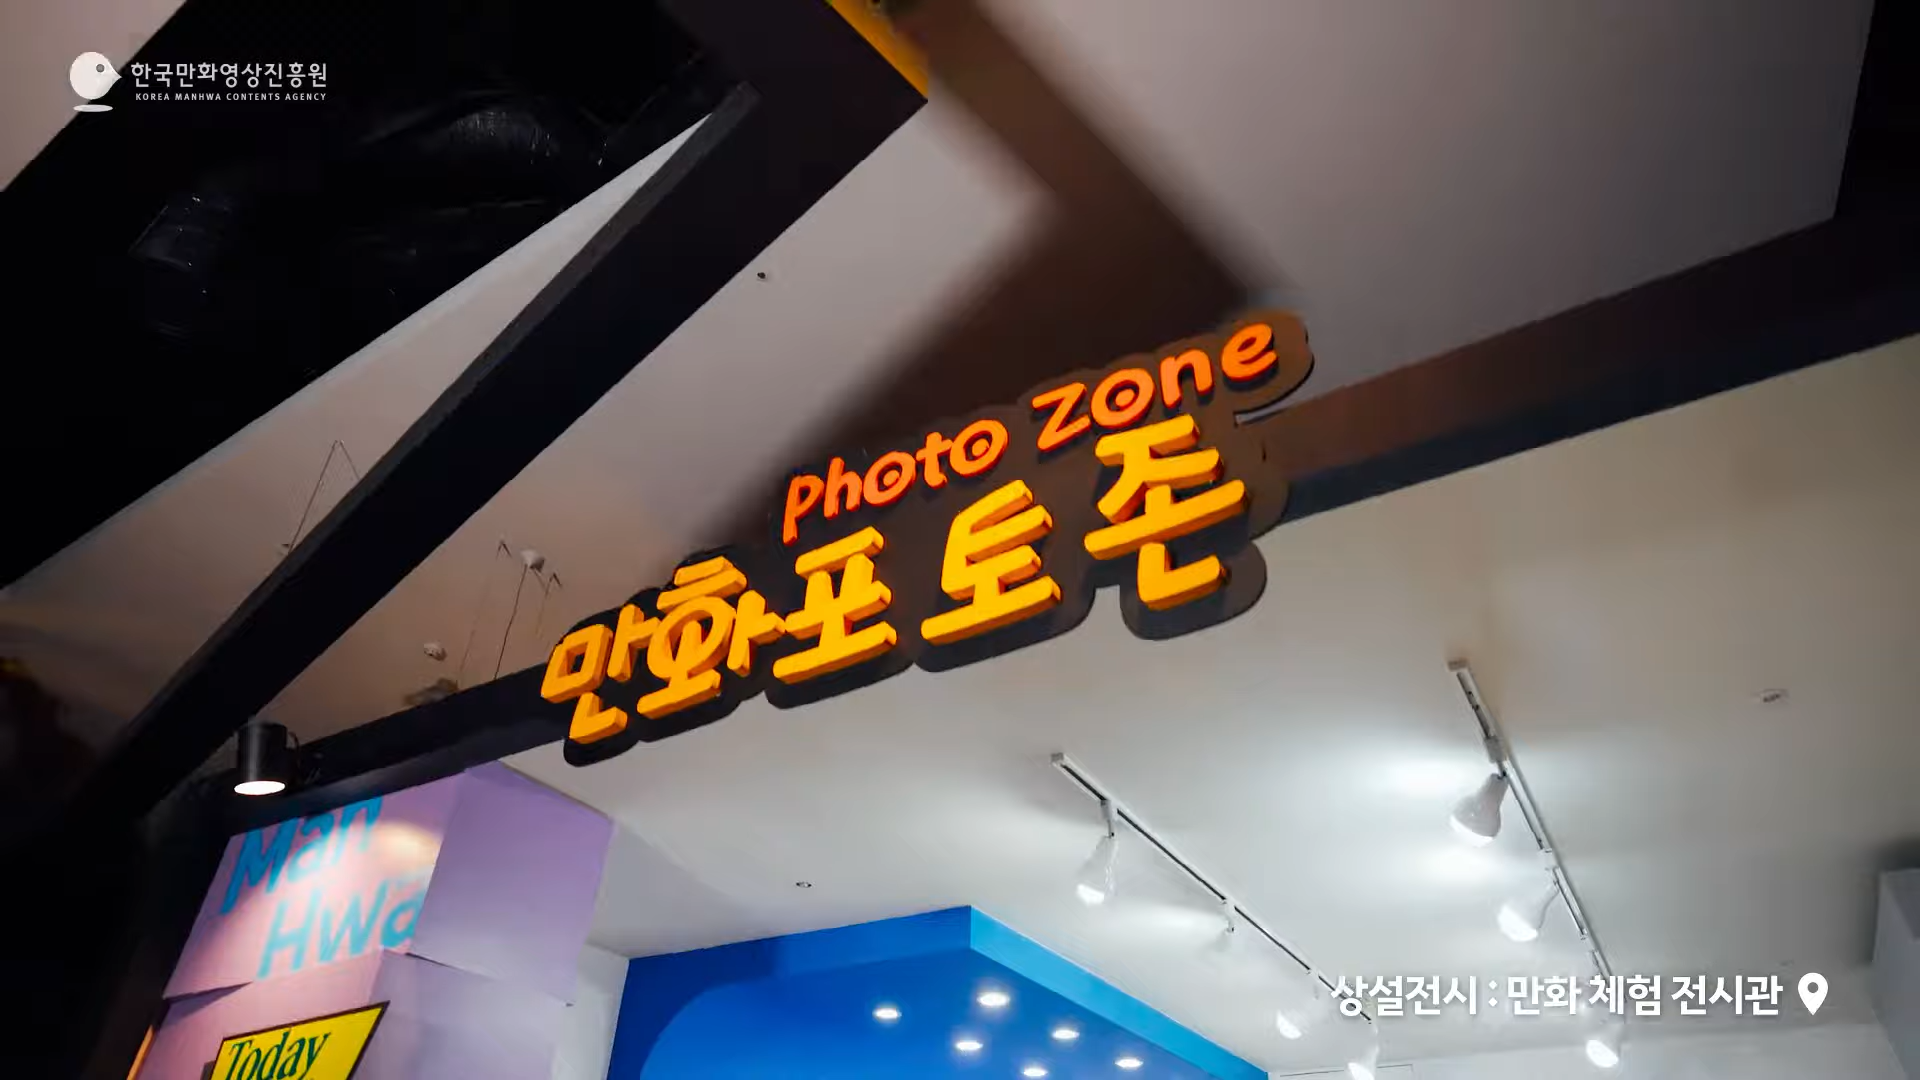 한국만화영상진흥원
KOREA MANHWA CONTENTS AGENCY
photo zone
만화포토존
Man
Hwa
Today
상설전시 : 만화 체험 전시관